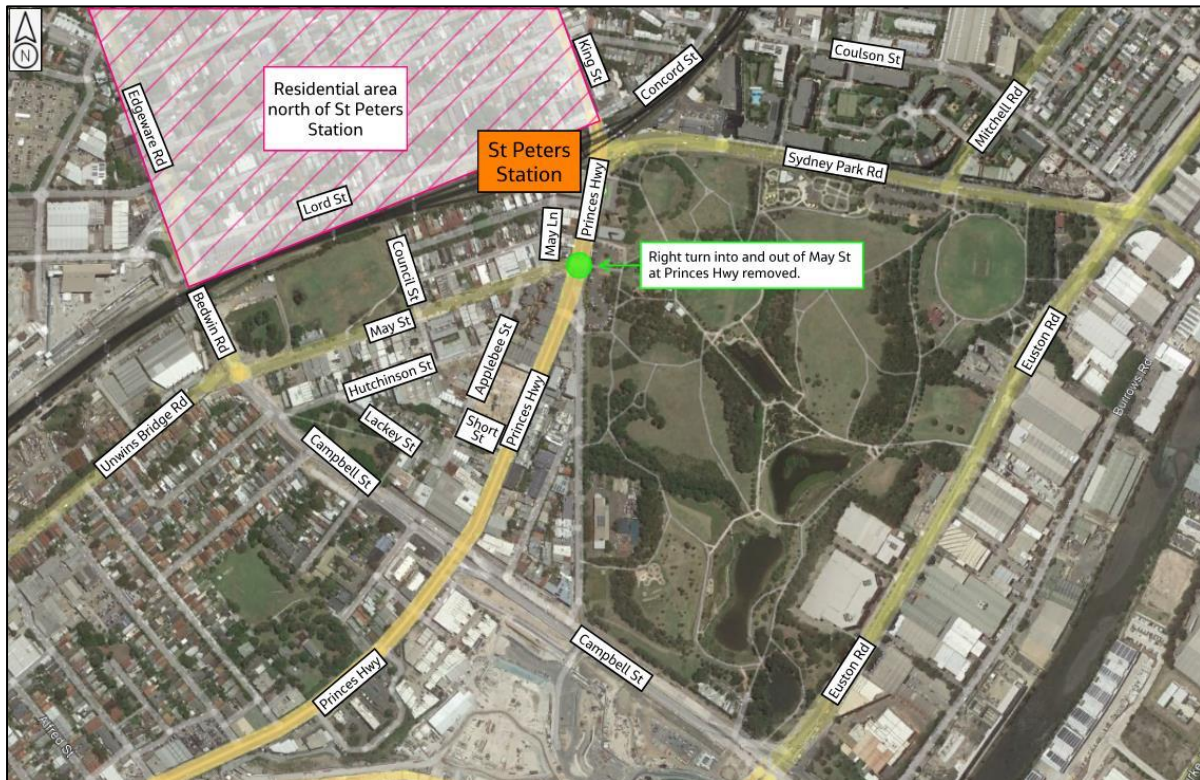 N
Residential area
north of St Peters
Station
Edgeware Rd
King St
Concord St
Coulson St
Mitchell Rd
Sydney Park Rd
St Peters
Station
Lord St
May Ln
Princes Hwy
Right turn into and out of May St
at Princes Hwy removed.
Council St
Bedwin Rd
May St
Applebee St
Hutchinson St
Euston Rd
Burrows Rd
Short
St
Princes Hwy
Lackey St
Unwins Bridge Rd
Campbell St
Campbell St
Euston Rd
Princes Hwy
Alfred St